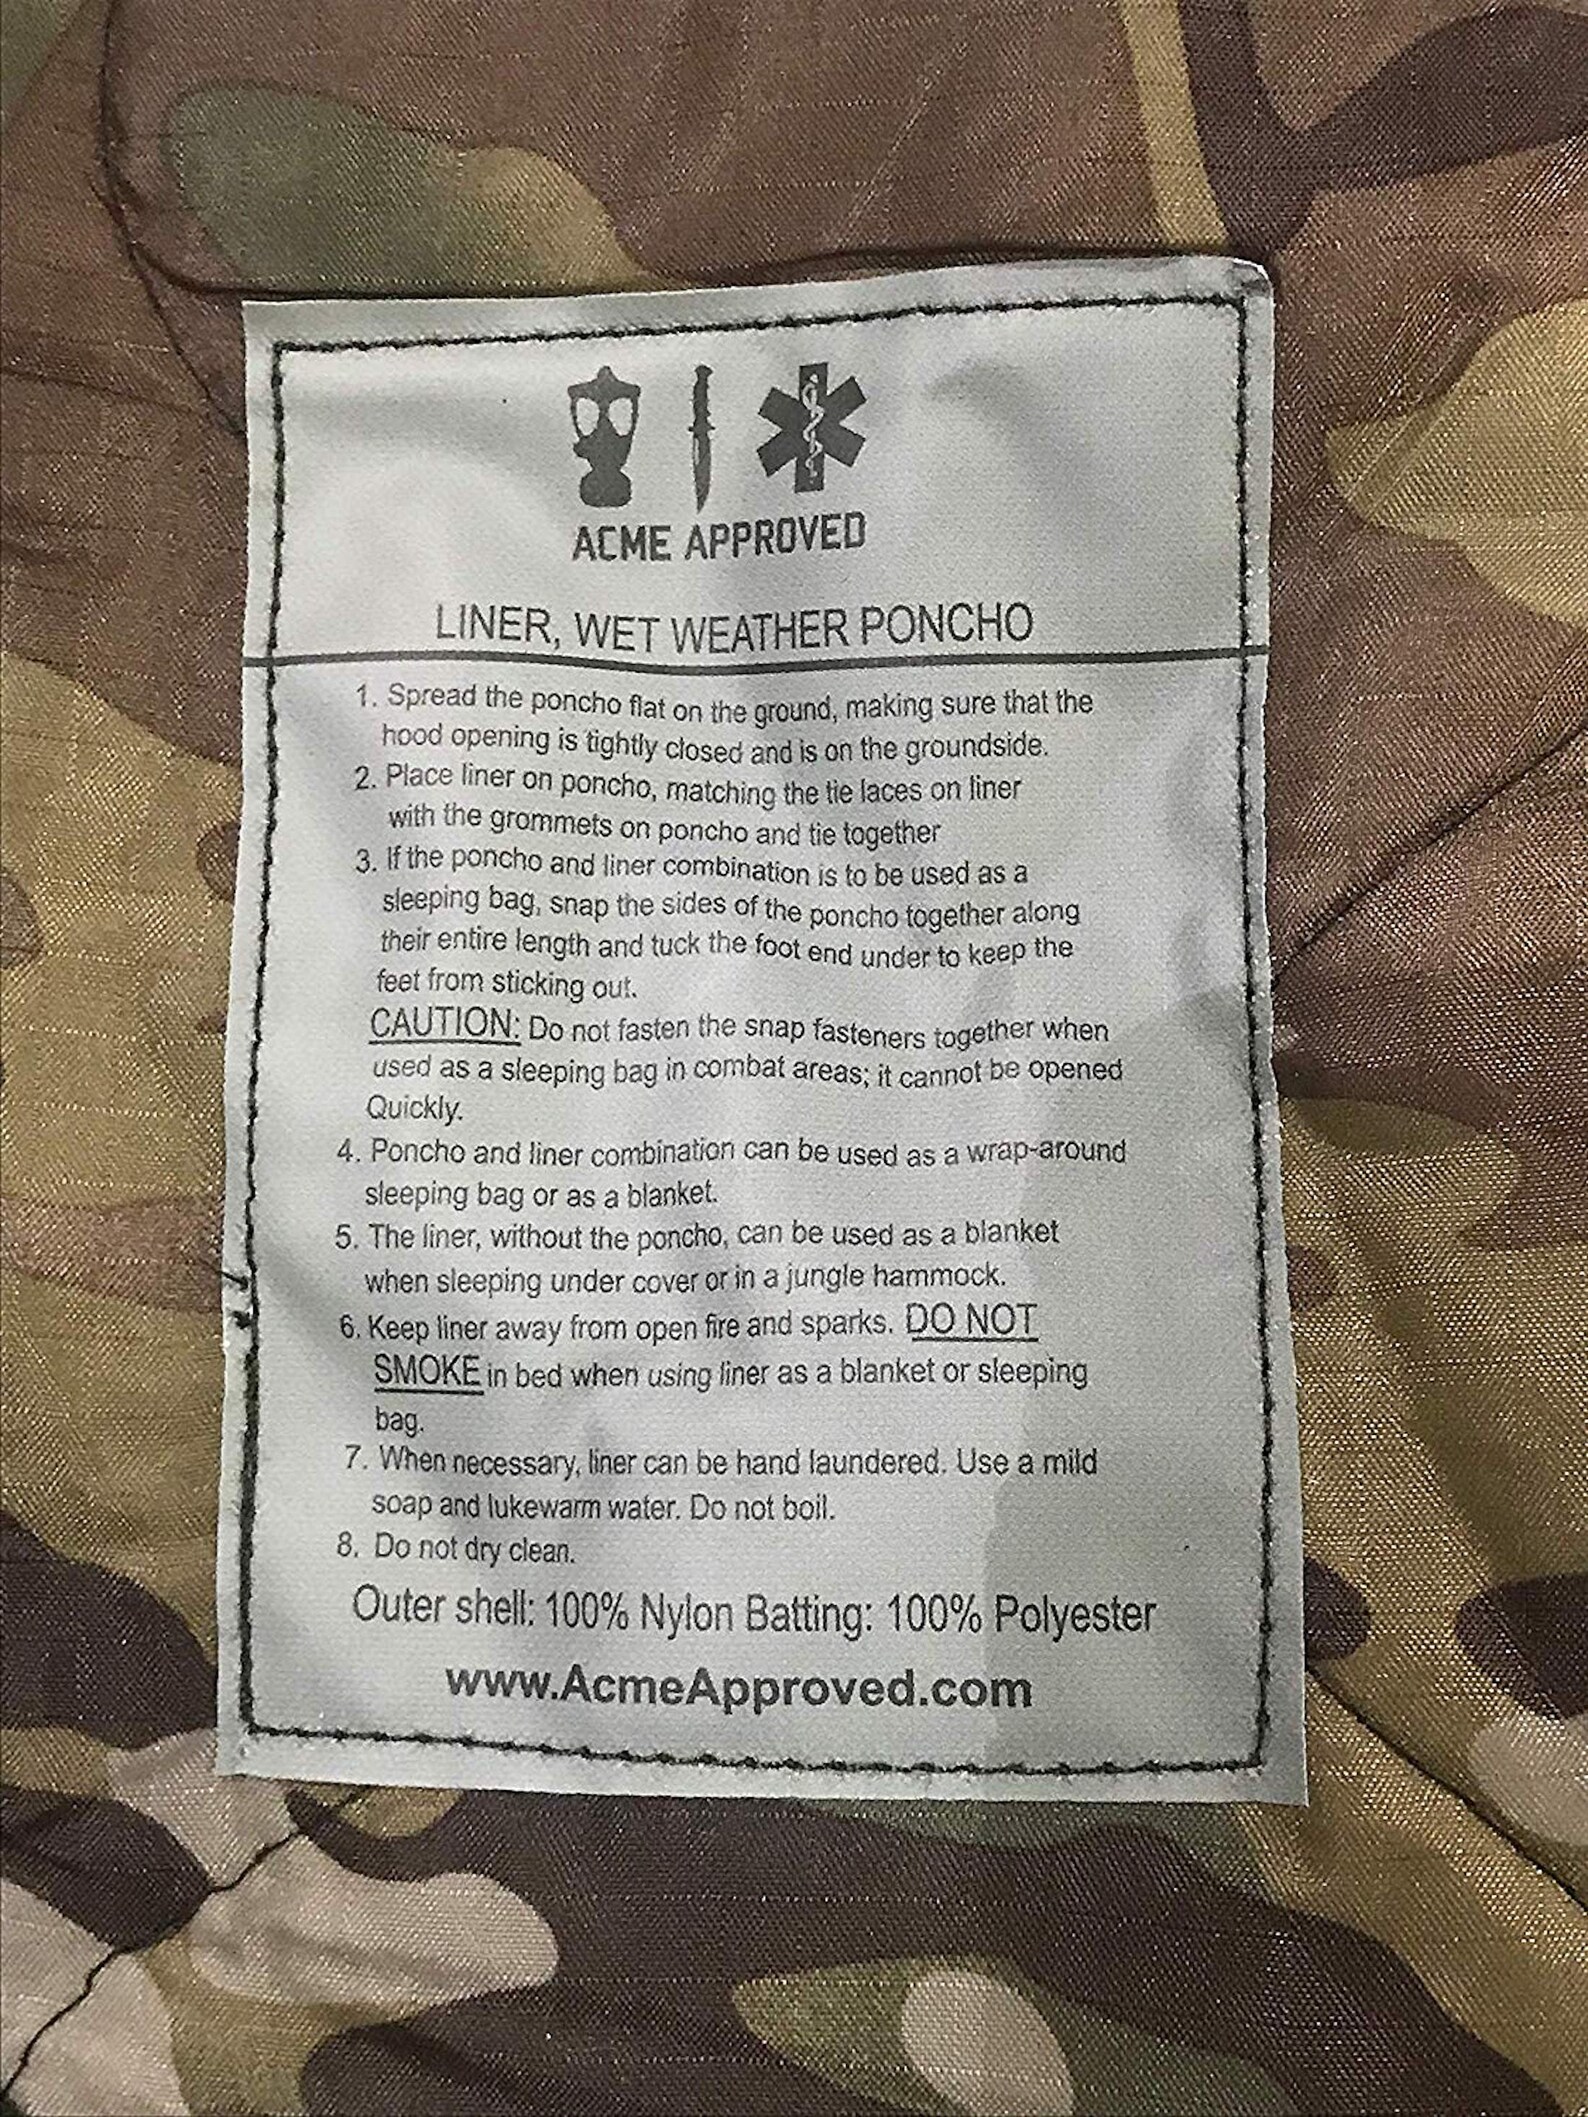 ACME APPROVED
LINER, WET WEATHER PONCHO
1. Spread the poncho flat on the ground, making sure that the
hood opening is tightly closed and is on the groundside.
2. Place liner on poncho, matching the tie laces on liner
with the grommets on poncho and tie together
3. If the poncho and liner combination is to be used as a
sleeping bag, snap the sides of the poncho together along
their entire length and tuck the foot end under to keep the
feet from sticking out.
CAUTION: Do not fasten the snap fasteners together when
used as a sleeping bag in combat areas; it cannot be opened
Quickly.
4. Poncho and liner combination can be used as a wrap-around
sleeping bag or as a blanket.
5. The liner, without the poncho, can be used as a blanket
when sleeping under cover or in a jungle hammock.
6. Keep liner away from open fire and sparks. DO NOT
SMOKE in bed when using liner as a blanket or sleeping
bag.
7. When necessary, liner can be hand laundered. Use a mild
soap and lukewarm water. Do not boil.
8. Do not dry clean.
Outer shell: 100% Nylon Batting: 100% Polyester
www.AcmeApproved.com